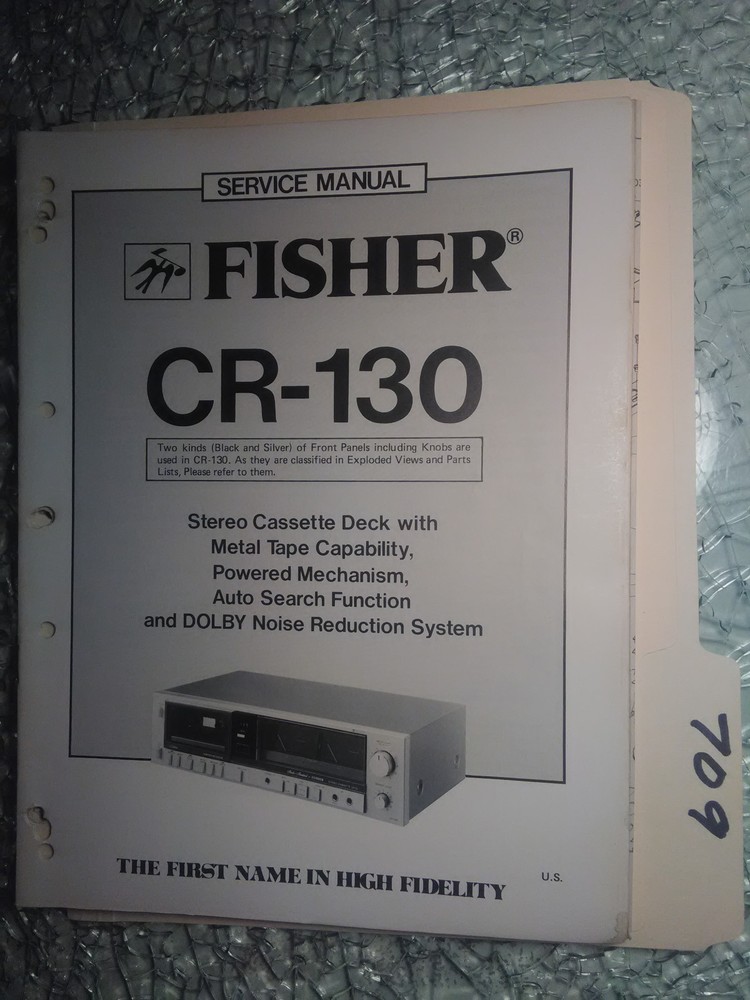 SERVICE MANUAL
FISHER®
CR-130
Two kinds (Black and Silver) of Front Panels including Knobs are
used in CR-130. As they are classified in Exploded Views and Parts
Lists, Please refer to them.
Stereo Cassette Deck with
Metal Tape Capability,
Powered Mechanism,
Auto Search Function
and DOLBY Noise Reduction System
THE FIRST NAME IN HIGH FIDELITY
U.S.
709